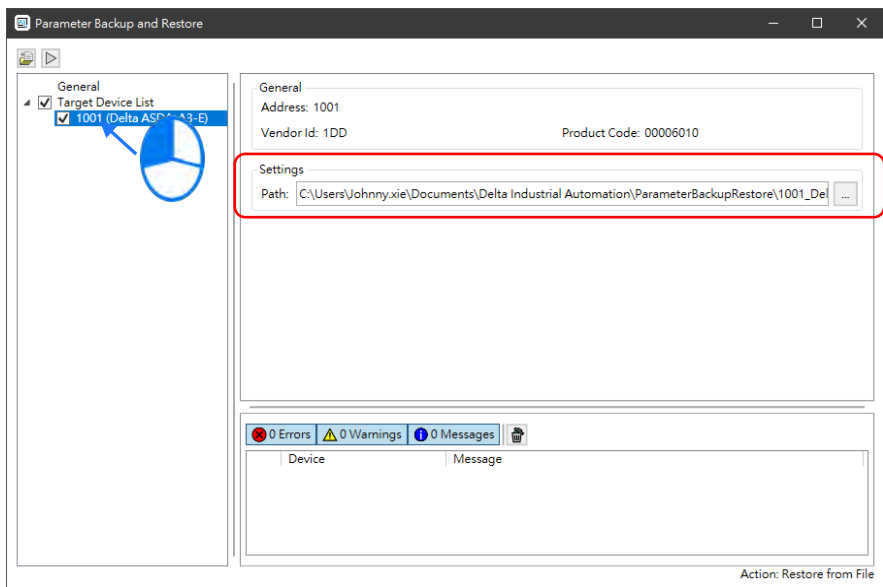 Parameter Backup and Restore
General
Target Device List
1001 (Delta ASDA-A3-E)
General
Address: 1001
Vendor Id: 1DD Product Code: 00006010
Settings
Path: C:\Users\Johnny.xie\Documents\Delta Industrial Automation\ParameterBackupRestore\1001_Del ...
0 Errors 0 Warnings 0 Messages
Device Message
Action: Restore from File